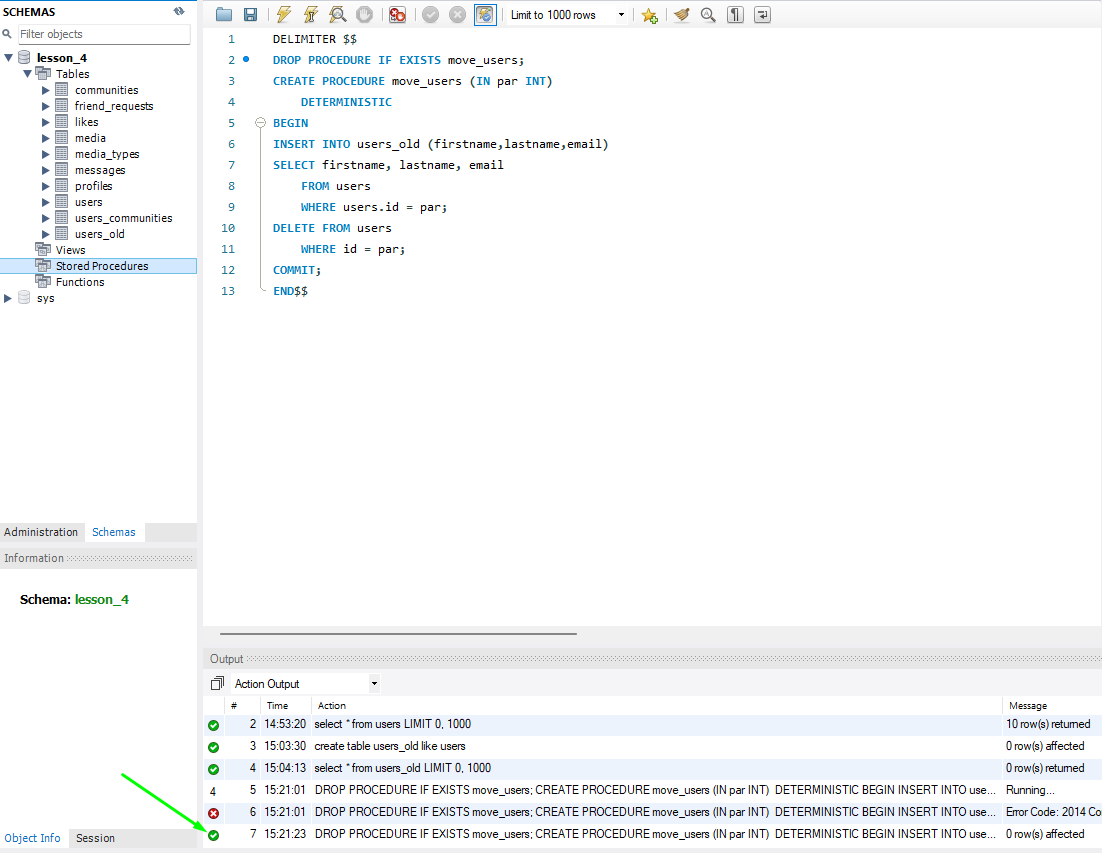 SCHEMAS
Filter objects
lesson_4
Tables
communities
friend_requests
likes
media
media_types
messages
profiles
users
users_communities
users_old
Views
Stored Procedures
Functions
sys
Administration Schemas
Information
Schema: lesson_4
Object Info Session
Limit to 1000 rows
1 DELIMITER $$
2 DROP PROCEDURE IF EXISTS move_users;
3 CREATE PROCEDURE move_users (IN par INT)
4 DETERMINISTIC
5 BEGIN
6 INSERT INTO users_old (firstname,lastname,email)
7 SELECT firstname, lastname, email
8 FROM users
9 WHERE users.id = par;
10 DELETE FROM users
11 WHERE id = par;
12 COMMIT;
13 END$$
Output
Action Output
# Time Action Message
2 14:53:20 select * from users LIMIT 0, 1000 10 row(s) returned
3 15:03:30 create table users_old like users 0 row(s) affected
4 15:04:13 select * from users_old LIMIT 0, 1000 0 row(s) returned
4 5 15:21:01 DROP PROCEDURE IF EXISTS move_users; CREATE PROCEDURE move_users (IN par INT) DETERMINISTIC BEGIN INSERT INTO use... Running...
6 15:21:01 DROP PROCEDURE IF EXISTS move_users; CREATE PROCEDURE move_users (IN par INT) DETERMINISTIC BEGIN INSERT INTO use... Error Code: 2014 Co
7 15:21:23 DROP PROCEDURE IF EXISTS move_users; CREATE PROCEDURE move_users (IN par INT) DETERMINISTIC BEGIN INSERT INTO use... 0 row(s) affected